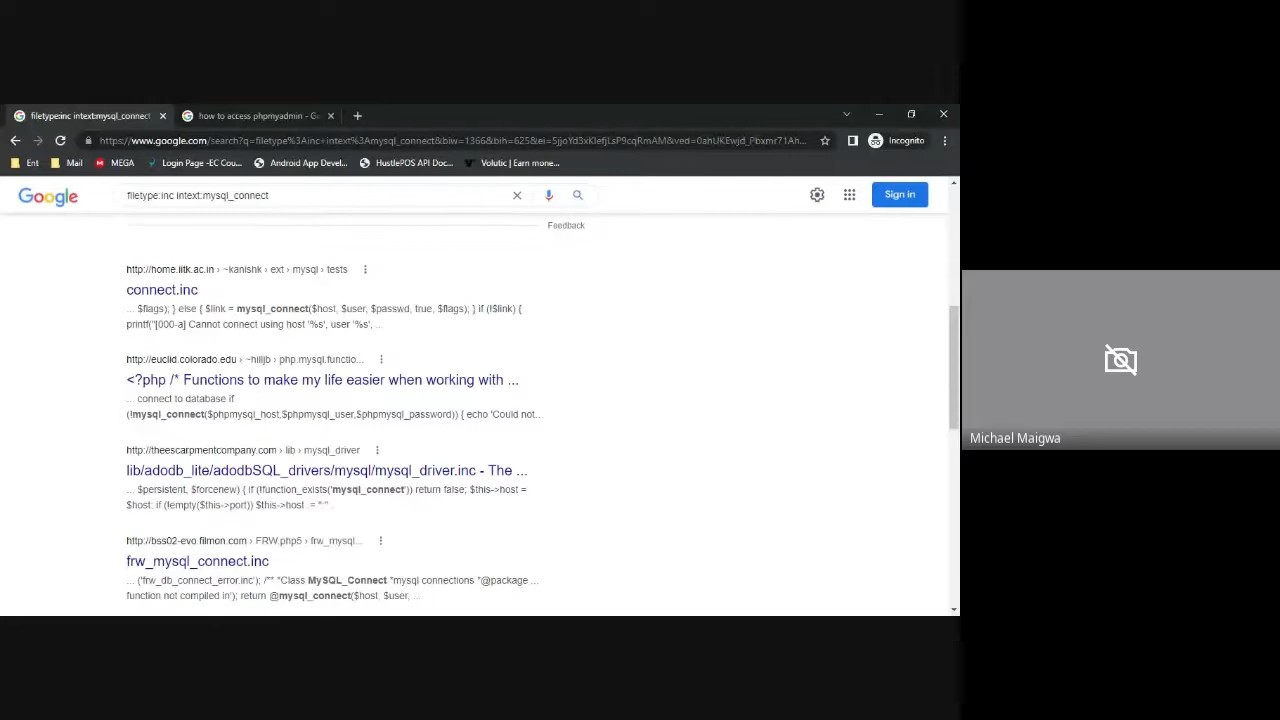 filetype:inc intext:mysql_connect
how to access phpmyadmin - G
https://www.google.com/search?q=filetype%3Ainc+intext%3Amysql_connect&biw=1366&bih=625&ei=
Incognito
Ent Mail MEGA Login Page -EC Cou... Android App Devel... HustlePOS API Doc... Volutic | Earn more...
Google
filetype:inc intext:mysql_connect
Sign in
Feedback
http://home.iitk.ac.in › ~kanishk › ext › mysql › tests
connect.inc
... $flags); } else { $link = mysql_connect($host, $user, $passwd, true, $flags); } if (!$link) {
printf("[000-a] Cannot connect using host '%s', user '%s', ...
http://euclid.colorado.edu › ~hilljb › php.mysql.functio...
<?php /* Functions to make my life easier when working with ...
... connect to database if
(!mysql_connect($phpmysql_host,$phpmysql_user,$phpmysql_password)) { echo 'Could not...
http://theescarpmentcompany.com › lib › mysql_driver
lib/adodb_lite/adodbSQL_drivers/mysql/mysql_driver.inc - The ...
... $persistent, $forcenew) { if (!function_exists('mysql_connect')) return false; $this->host =
$host; if (!empty($this->port)) $this->host .= ":" .
http://bss02-evo.filmon.com › FRW.php5 › frw_mysql...
frw_mysql_connect.inc
... ('frw_db_connect_error.inc'); /** *Class MySQL_Connect *mysql connections *@package ...
function not compiled in'); return @mysql_connect($host, $user, ...
Michael Maigwa